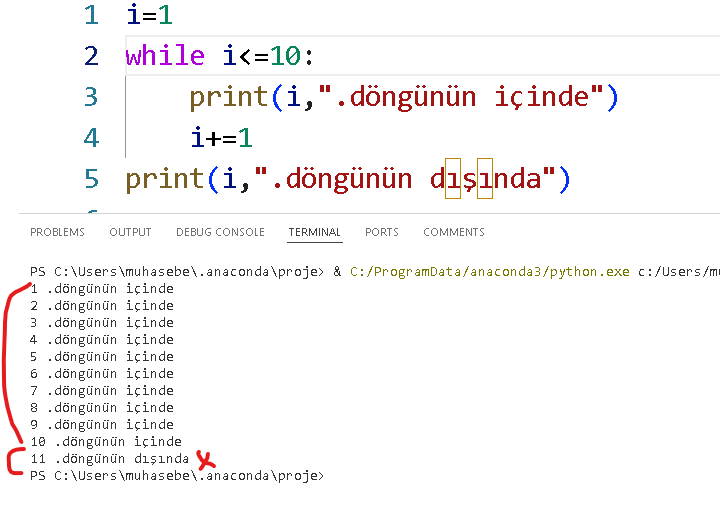 1 i=1
2 while i<=10:
3 print(i,".döngünün içinde")
4 i+=1
5 print(i,".döngünün dışında")
PROBLEMS OUTPUT DEBUG CONSOLE TERMINAL PORTS COMMENTS
PS C:\Users\muhasebe\.anaconda\proje> & C:/ProgramData/anaconda3/python.exe c:/Users/mu
1 .döngünün içinde
2 .döngünün içinde
3 .döngünün içinde
4 .döngünün içinde
5 .döngünün içinde
6 .döngünün içinde
7 .döngünün içinde
8 .döngünün içinde
9 .döngünün içinde
10 .döngünün içinde
11 .döngünün dışında
PS C:\Users\muhasebe\.anaconda\proje>